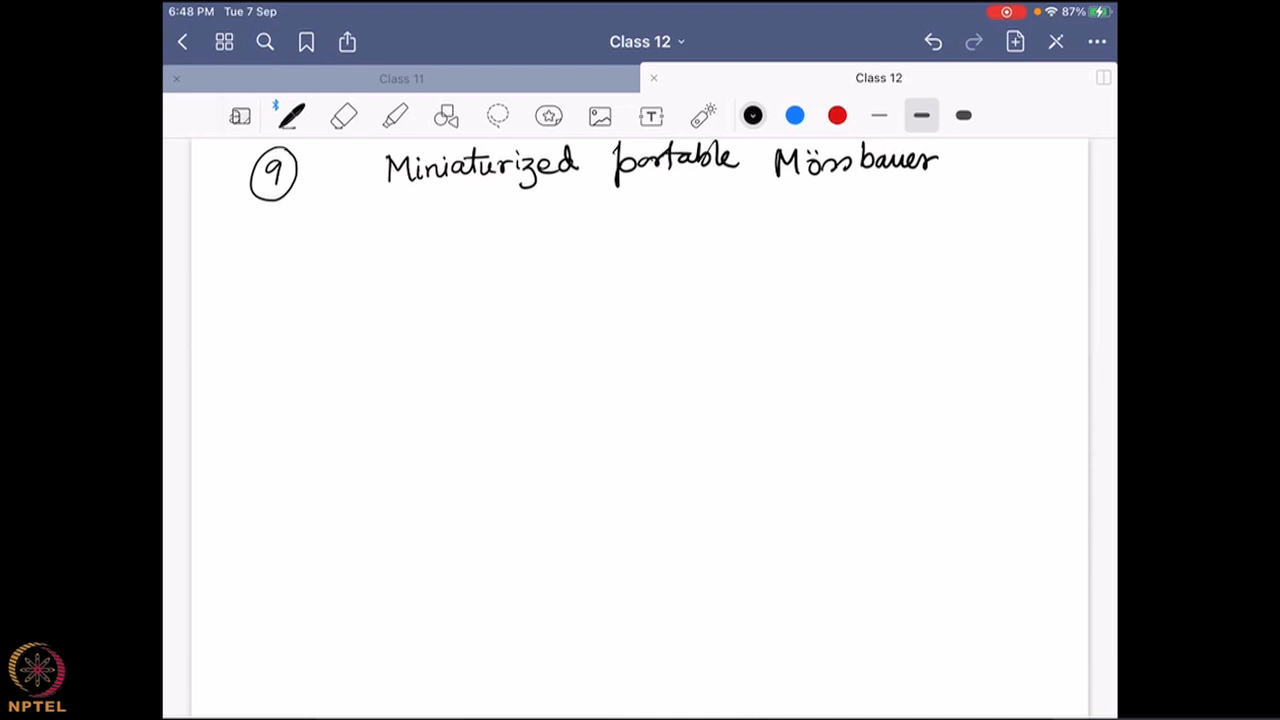 6:48 PM Tue 7 Sep 87%
Class 12
Class 11 Class 12
T
9 Miniaturized portable Mössbauer
NPTEL